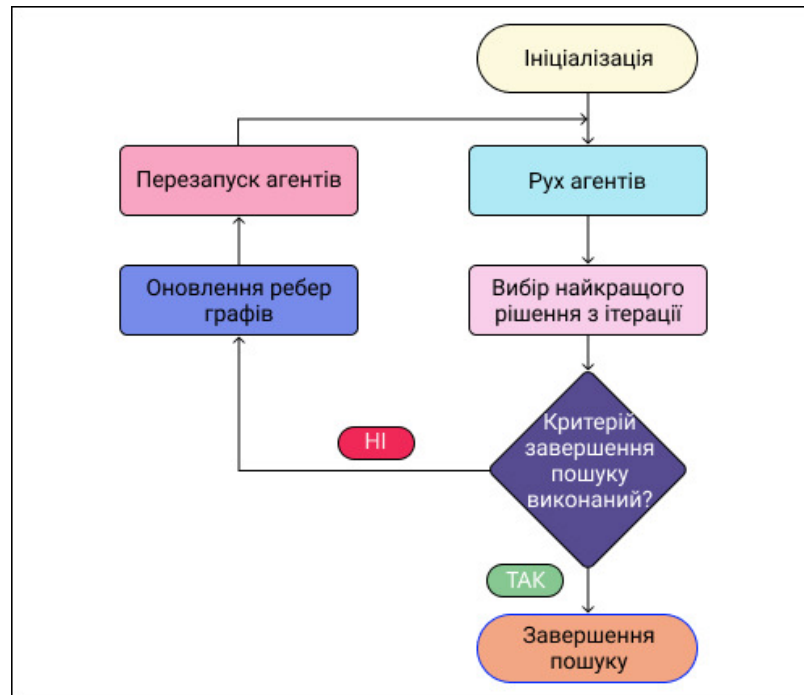 Ініціалізація
Перезапуск агентів
Рух агентів
Оновлення ребер
графів
Вибір найкращого
рішення з ітерації
Критерій
завершення
пошуку
виконаний?
НІ
ТАК
Завершення
пошуку